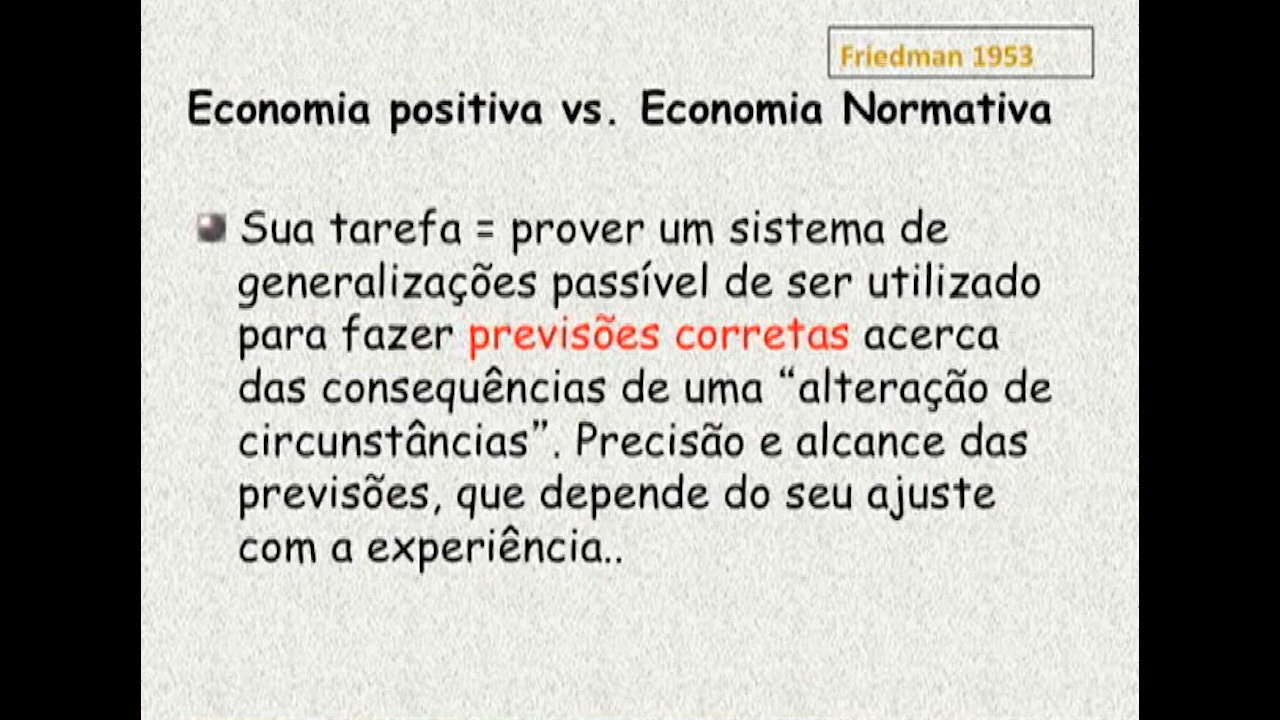 Friedman 1953
Economia positiva vs. Economia Normativa
Sua tarefa = prover um sistema de
generalizações passível de ser utilizado
para fazer previsões corretas acerca
das consequências de uma “alteração de
circunstâncias”. Precisão e alcance das
previsões, que depende do seu ajuste
com a experiência..